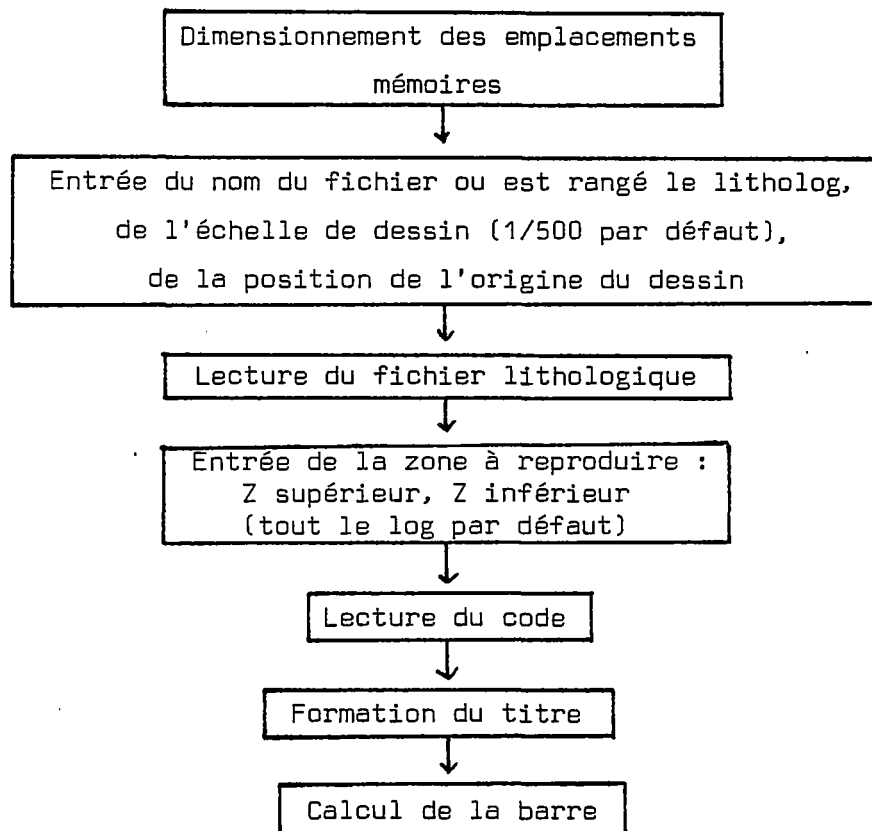 Dimensionnement des emplacements
mémoires
Entrée du nom du fichier ou est rangé le litholog,
de l'échelle de dessin (1/500 par défaut),
de la position de l'origine du dessin
Lecture du fichier lithologique
Entrée de la zone à reproduire :
Z supérieur, Z inférieur
(tout le log par défaut)
Lecture du code
Formation du titre
Calcul de la barre